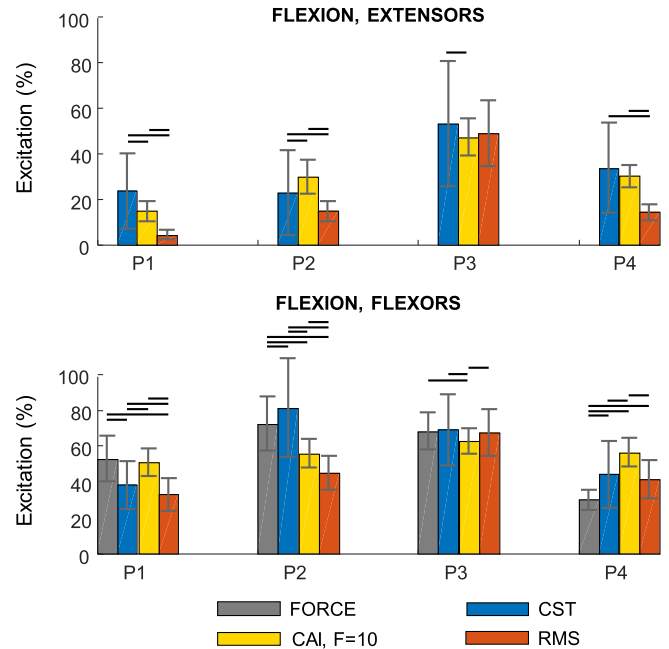 FLEXION, EXTENSORS
100
80
60
40
20
0
Excitation (%)
P1 P2 P3 P4
FLEXION, FLEXORS
100
80
60
40
20
0
Excitation (%)
P1 P2 P3 P4
FORCE CST
CAI, F=10 RMS